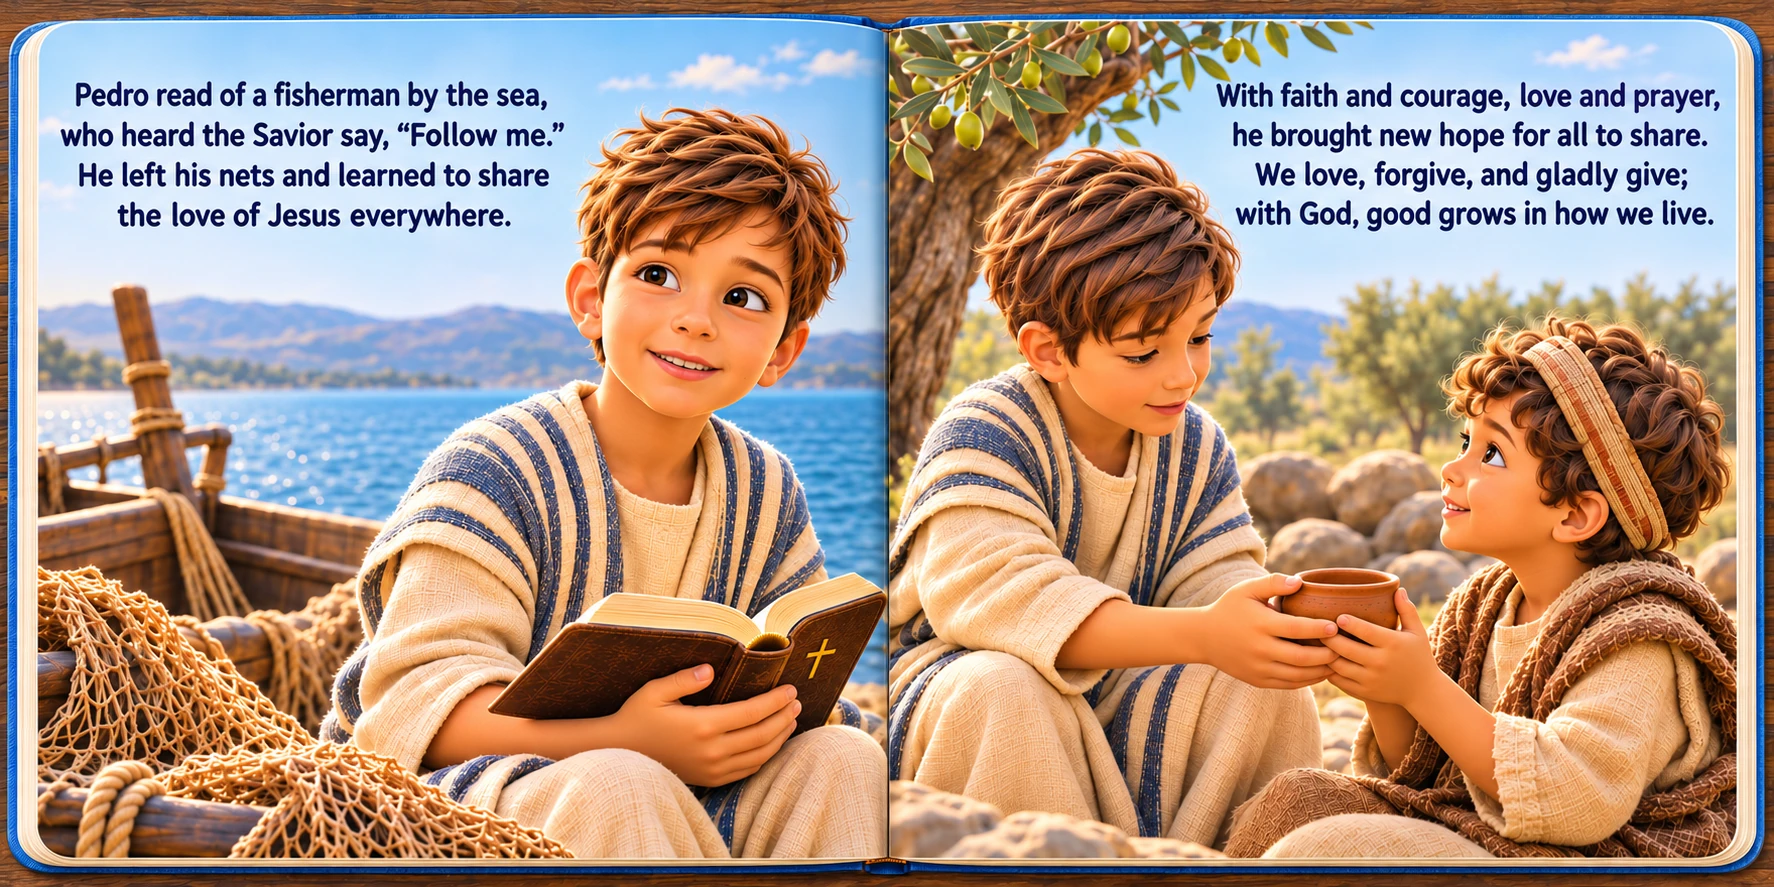 Pedro read of a fisherman by the sea,
who heard the Savior say, “Follow me.”
He left his nets and learned to share
the love of Jesus everywhere.
With faith and courage, love and prayer,
he brought new hope for all to share.
We love, forgive, and gladly give;
with God, good grows in how we live.